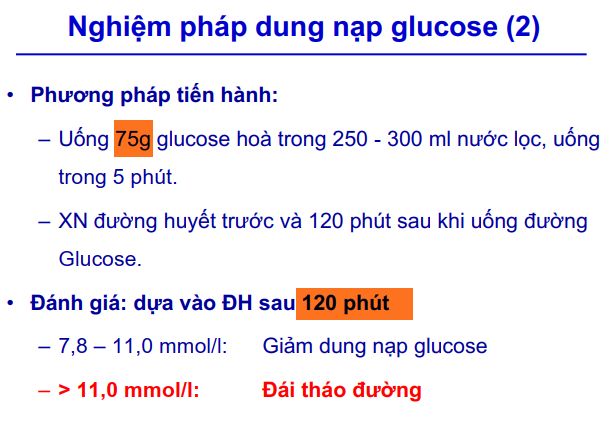 Nghiệm pháp dung nạp glucose (2)
• Phương pháp tiến hành:
– Uống 75g glucose hoà trong 250 - 300 ml nước lọc, uống
trong 5 phút.
– XN đường huyết trước và 120 phút sau khi uống đường
Glucose.
• Đánh giá: dựa vào ĐH sau 120 phút
– 7,8 – 11,0 mmol/l: Giảm dung nạp glucose
– > 11,0 mmol/l: Đái tháo đường